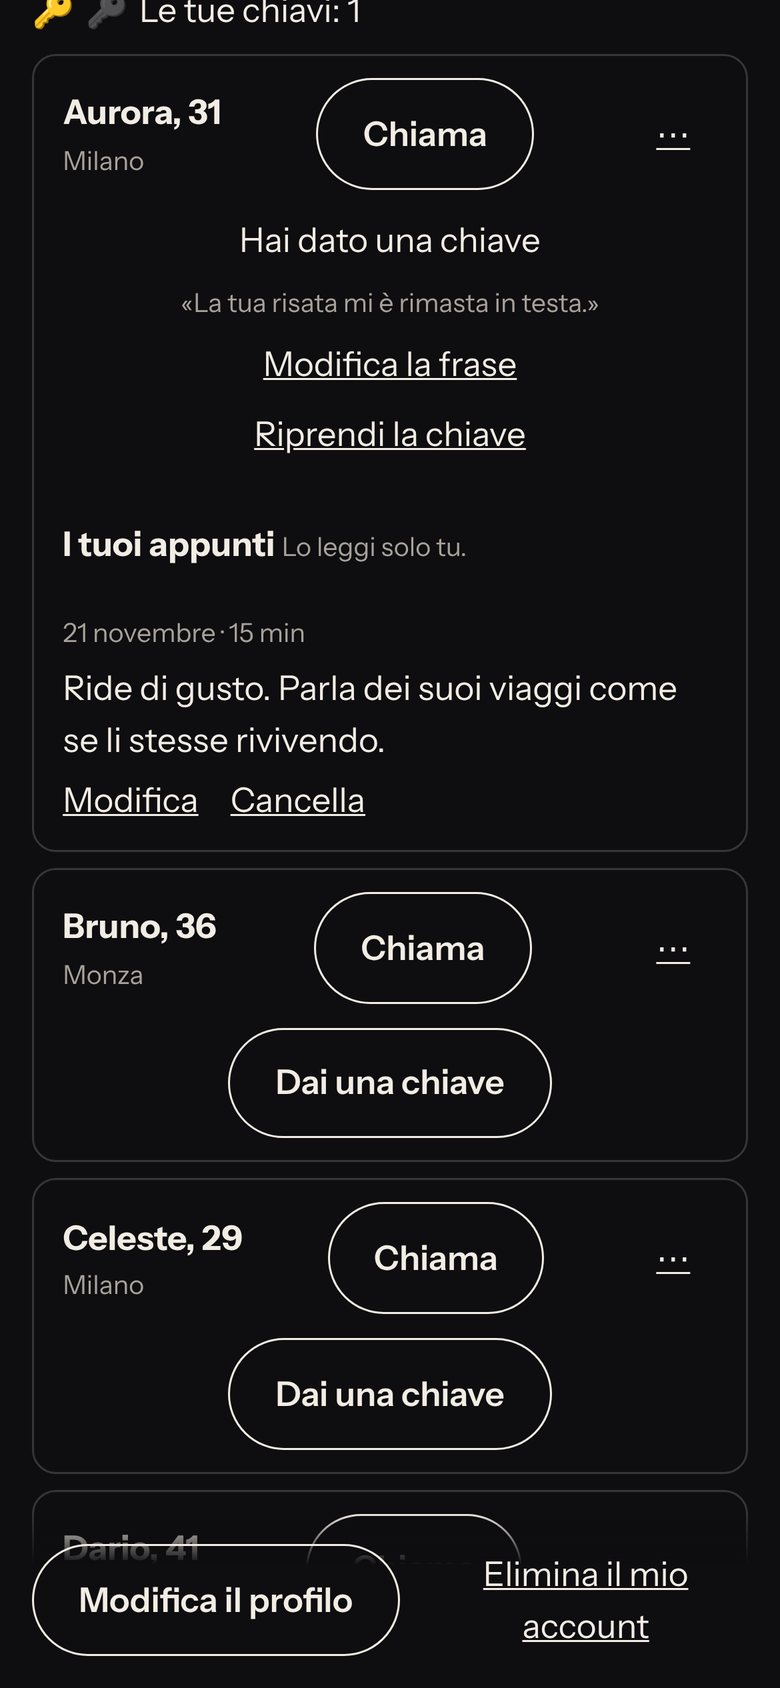 Le tue chiavi: 1
Aurora, 31
Milano
Chiama
...
Hai dato una chiave
«La tua risata mi è rimasta in testa.»
Modifica la frase
Riprendi la chiave
I tuoi appunti Lo leggi solo tu.
21 novembre · 15 min
Ride di gusto. Parla dei suoi viaggi come
se li stesse rivivendo.
Modifica Cancella
Bruno, 36
Monza
Chiama
...
Dai una chiave
Celeste, 29
Milano
Chiama
...
Dai una chiave
Dario, 41
Chiama
Modifica il profilo
Elimina il mio
account